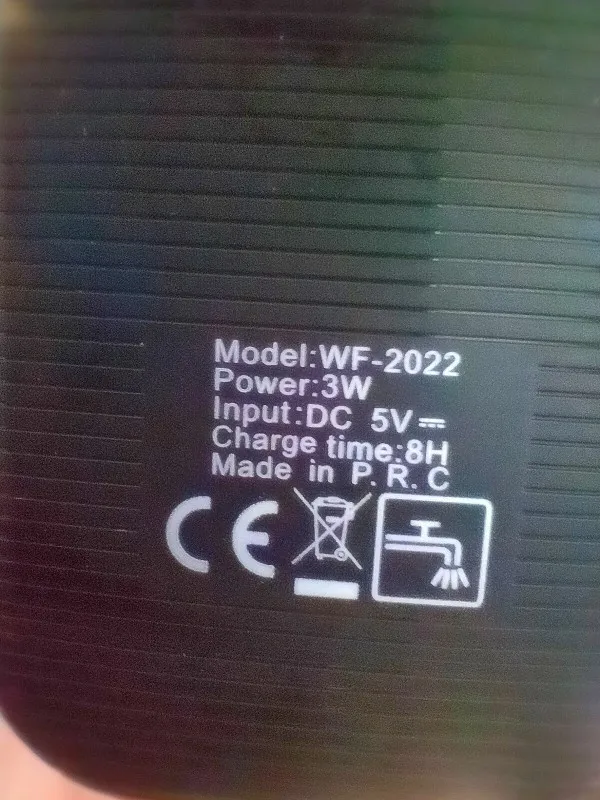 Model:WF-2022
Power:3W
Input:DC 5V⎓
Charge time:8H
Made in P.R.C
CE